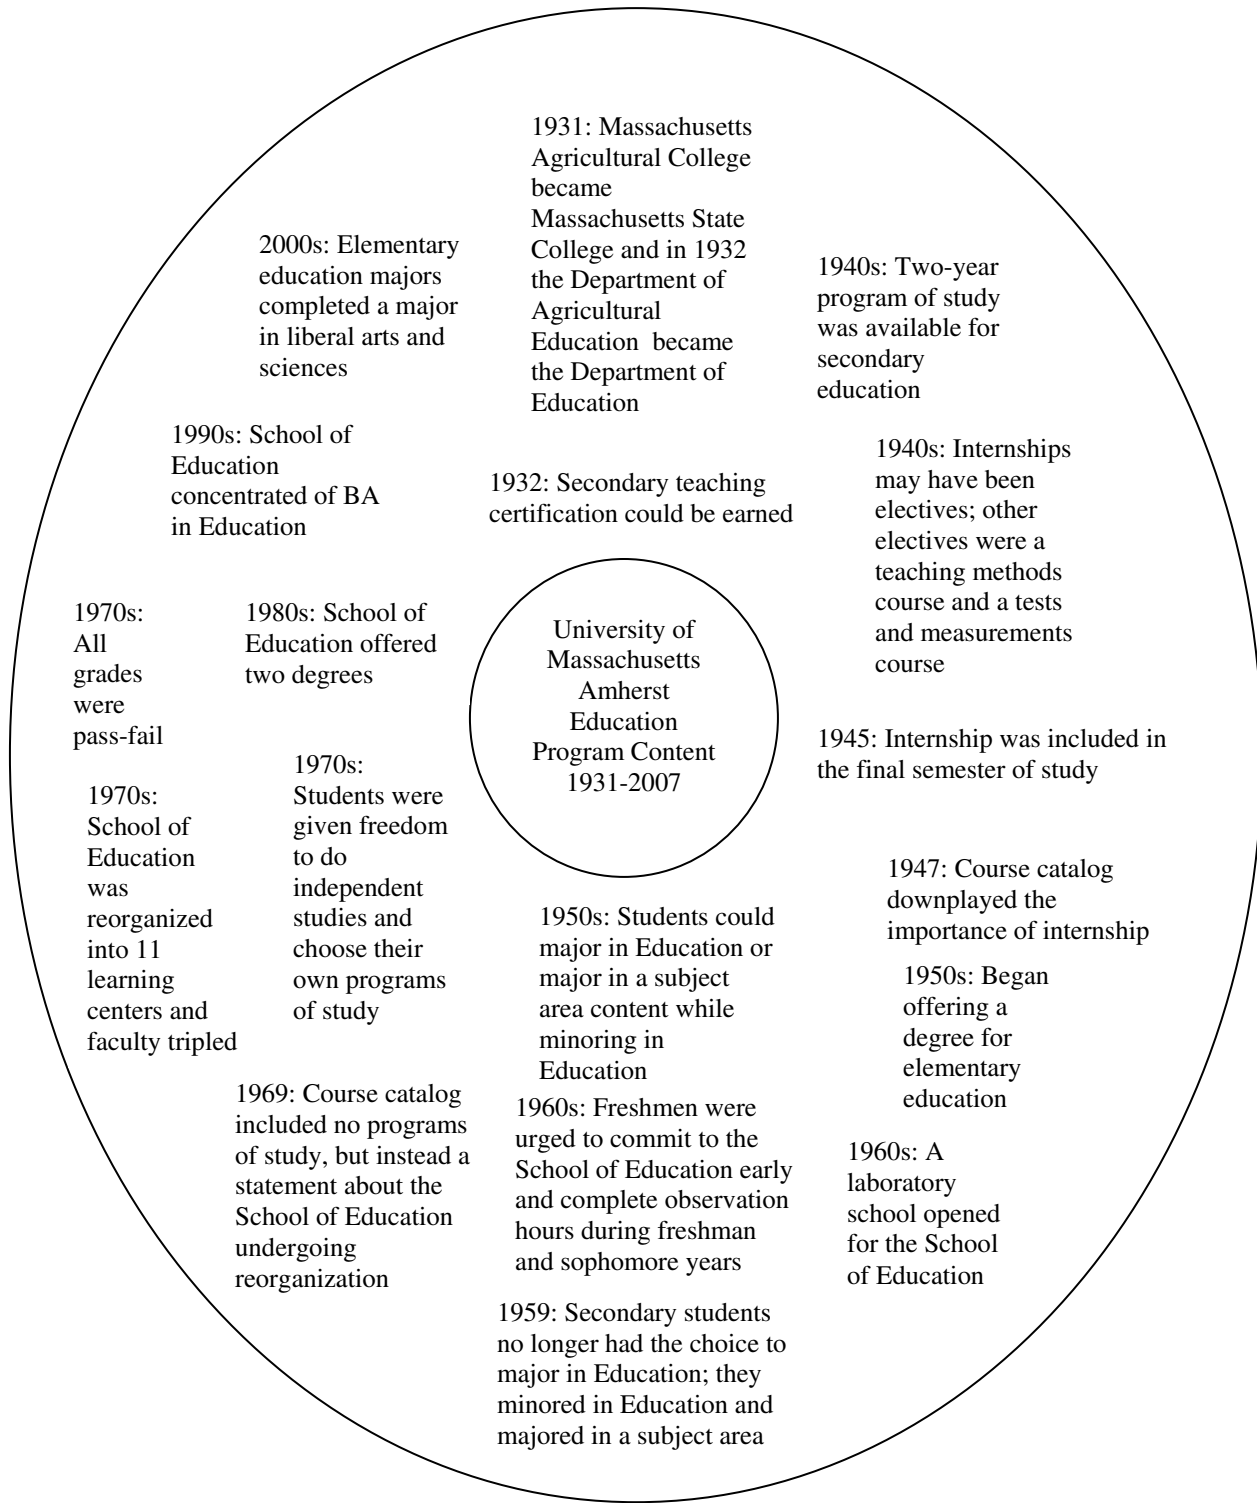 1931: Massachusetts
Agricultural College
became
Massachusetts State
College and in 1932
the Department of
Agricultural
Education became
the Department of
Education
2000s: Elementary
education majors
completed a major
in liberal arts and
sciences
1940s: Two-year
program of study
was available for
secondary
education
1990s: School of
Education
concentrated of BA
in Education
1932: Secondary teaching
certification could be earned
1940s: Internships
may have been
electives; other
electives were a
teaching methods
course and a tests
and measurements
course
1970s:
All
grades
were
pass-fail
1980s: School of
Education offered
two degrees
University of
Massachusetts
Amherst
Education
Program Content
1931-2007
1945: Internship was included in
the final semester of study
1970s:
School of
Education
was
reorganized
into 11
learning
centers and
faculty tripled
1970s:
Students were
given freedom
to do
independent
studies and
choose their
own programs
of study
1947: Course catalog
downplayed the
importance of internship
1950s: Students could
major in Education or
major in a subject
area content while
minoring in
Education
1950s: Began
offering a
degree for
elementary
education
1969: Course catalog
included no programs
of study, but instead a
statement about the
School of Education
undergoing
reorganization
1960s: Freshmen were
urged to commit to the
School of Education early
and complete observation
hours during freshman
and sophomore years
1960s: A
laboratory
school opened
for the School
of Education
1959: Secondary students
no longer had the choice to
major in Education; they
minored in Education and
majored in a subject area